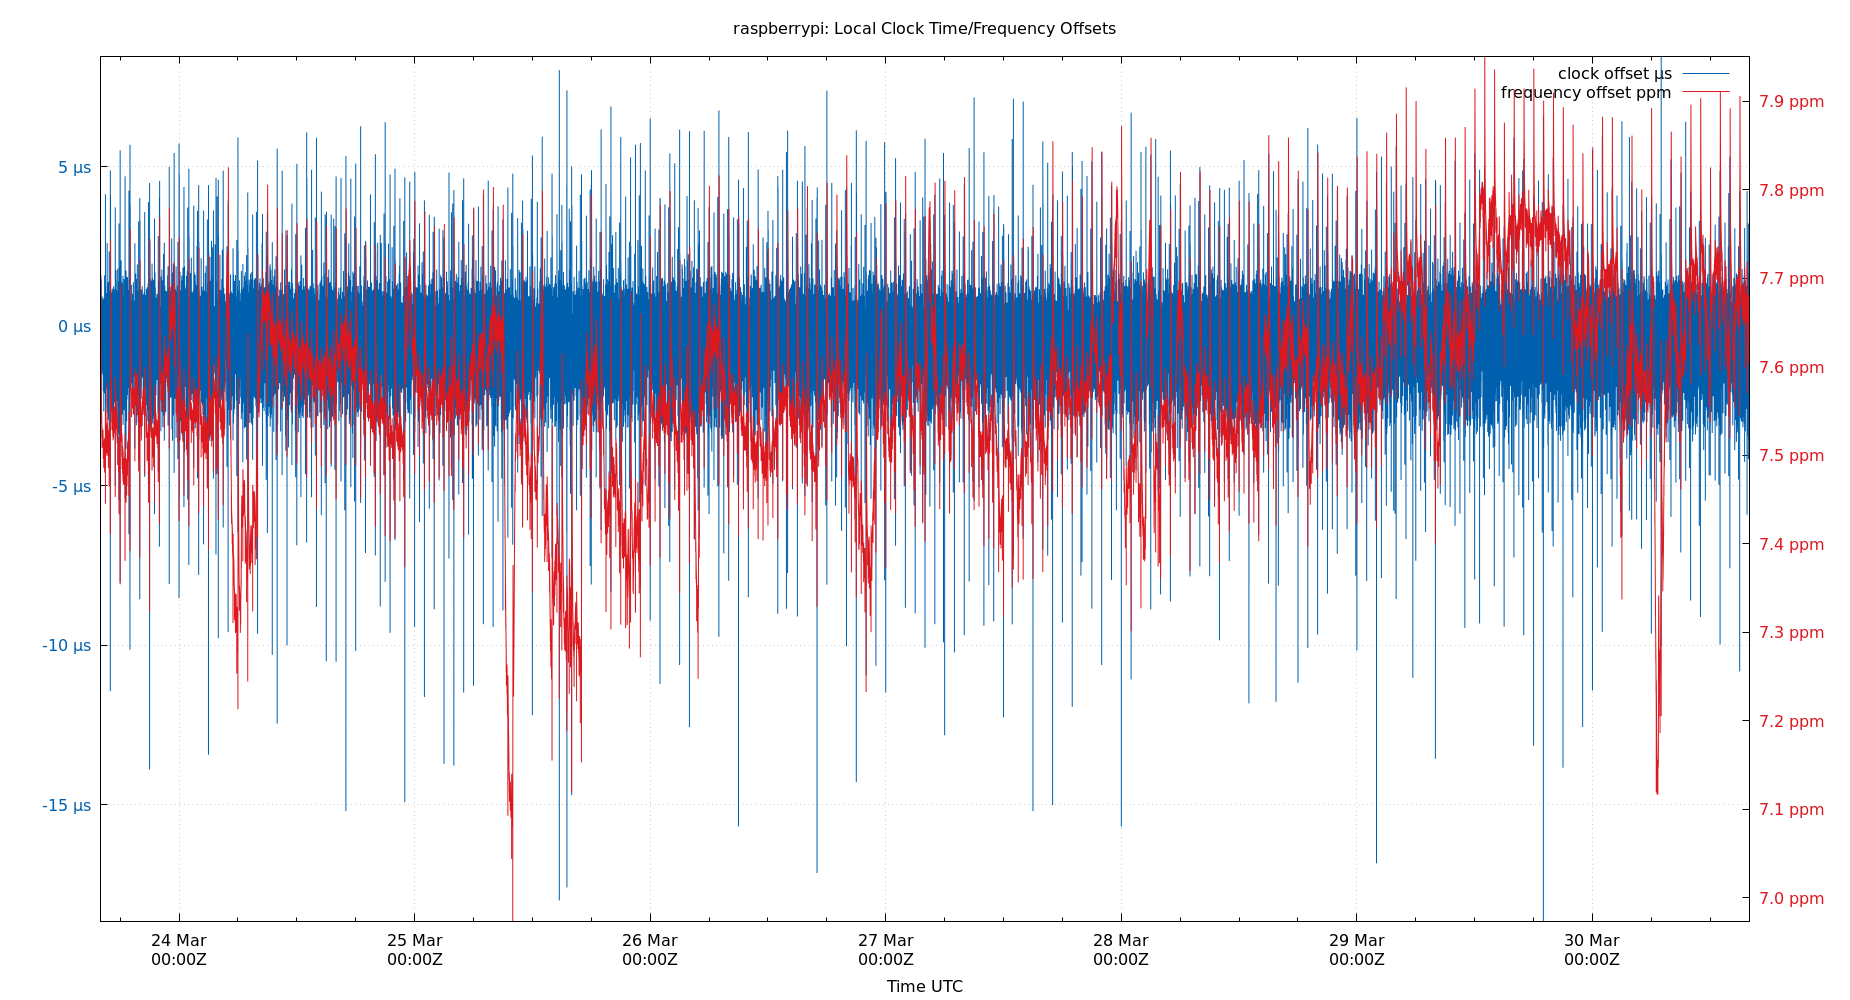 raspberrypi: Local Clock Time/Frequency Offsets
clock offset µs
frequency offset ppm
5 µs
0 µs
-5 µs
-10 µs
-15 µs
7.9 ppm
7.8 ppm
7.7 ppm
7.6 ppm
7.5 ppm
7.4 ppm
7.3 ppm
7.2 ppm
7.1 ppm
7.0 ppm
24 Mar
00:00Z
25 Mar
00:00Z
26 Mar
00:00Z
27 Mar
00:00Z
28 Mar
00:00Z
29 Mar
00:00Z
30 Mar
00:00Z
Time UTC